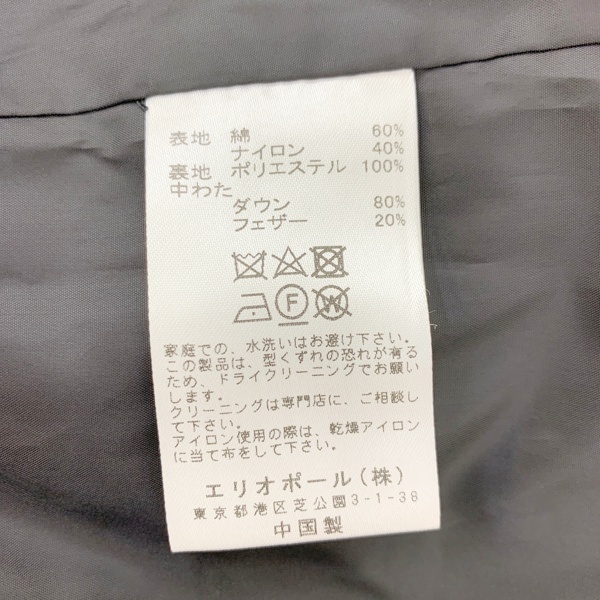 表地 綿 60%
ナイロン 40%
裏地 ポリエステル 100%
中わた
ダウン 80%
フェザー 20%
F W
家庭での、水洗いはお避け下さい。
この製品は、型くずれの恐れが有る
ため、ドライクリーニングでお願い
します。
クリーニングは専門店に、ご相談し
て下さい。
アイロン使用の際は、乾燥アイロン
に当て布をして下さい。
エリオポール(株)
東京都港区芝公園3-1-38
中国製